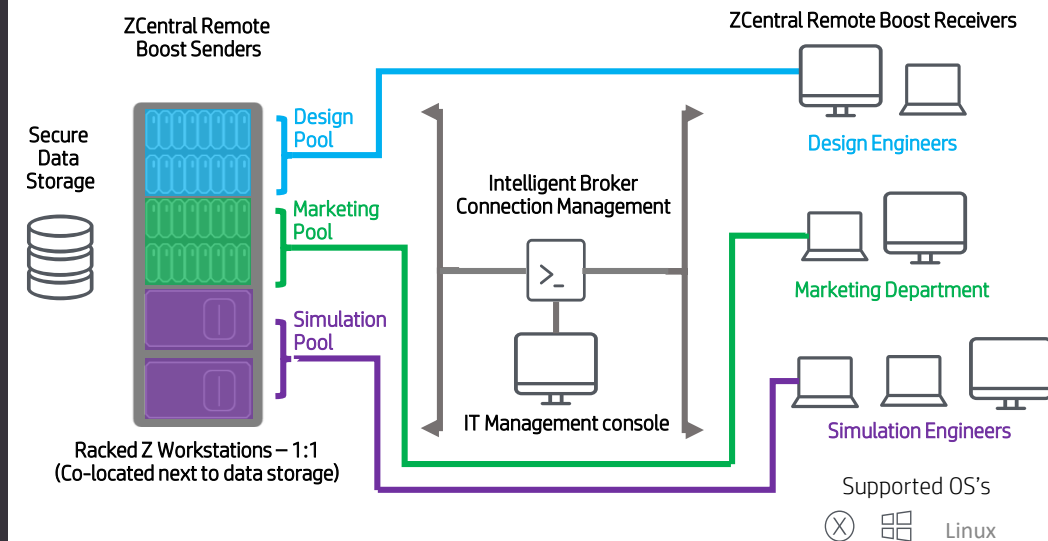 ZCentral Remote
Boost Senders
ZCentral Remote Boost Receivers
Secure
Data
Storage
Design
Pool
Marketing
Pool
Simulation
Pool
Intelligent Broker
Connection Management
>_
IT Management console
Design Engineers
Marketing Department
Simulation Engineers
Racked Z Workstations – 1:1
(Co-located next to data storage)
Supported OS's
X
Linux